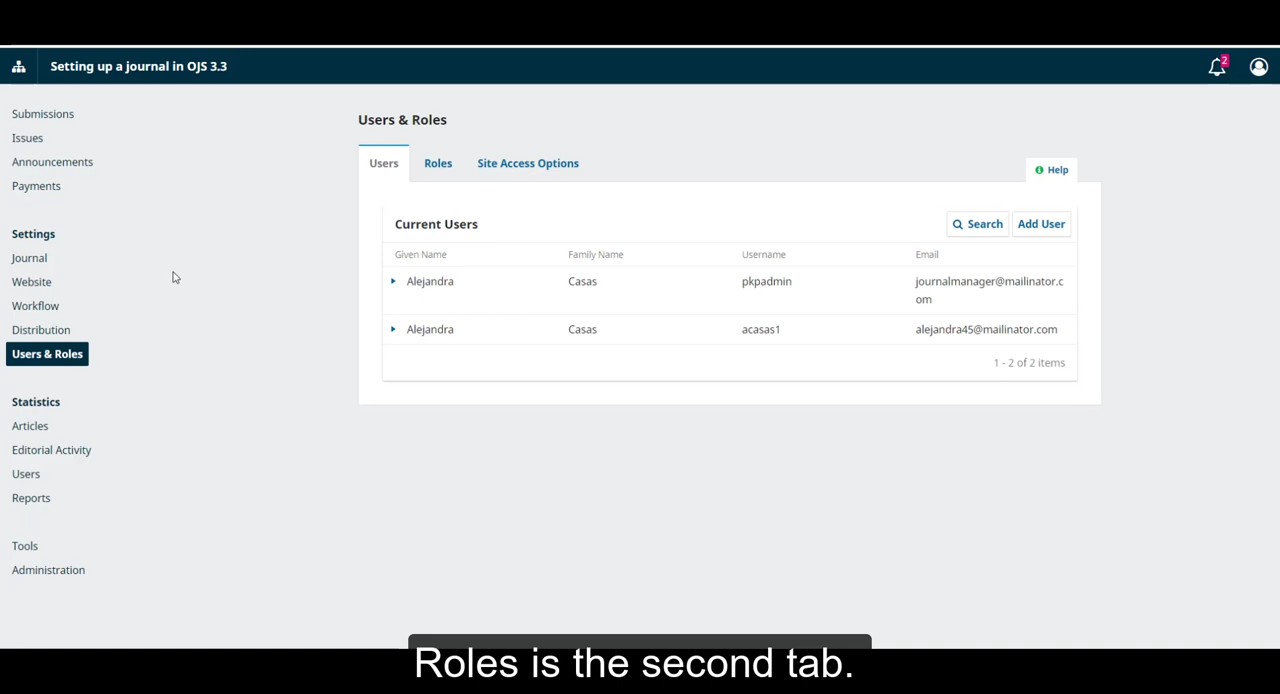 Setting up a journal in OJS 3.3
2
Submissions
Issues
Announcements
Payments
Settings
Journal
Website
Workflow
Distribution
Users & Roles
Statistics
Articles
Editorial Activity
Users
Reports
Tools
Administration
Users & Roles
Users Roles Site Access Options
Help
Current Users
Search Add User
Given Name Family Name Username Email
Alejandra Casas pkpadmin journalmanager@mailinator.c
om
Alejandra Casas acasas1 alejandra45@mailinator.com
1 - 2 of 2 items
Roles is the second tab.